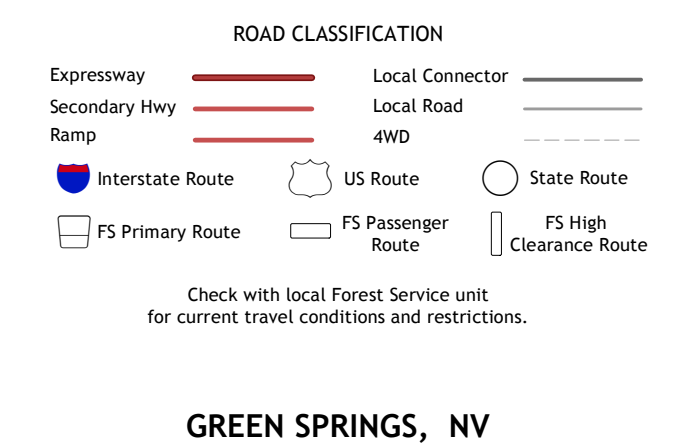 ROAD CLASSIFICATION
Expressway
Local Connector
Secondary Hwy
Local Road
Ramp
4WD
Interstate Route
US Route
State Route
FS Primary Route
FS Passenger
Route
FS High
Clearance Route
Check with local Forest Service unit
for current travel conditions and restrictions.
GREEN SPRINGS, NV